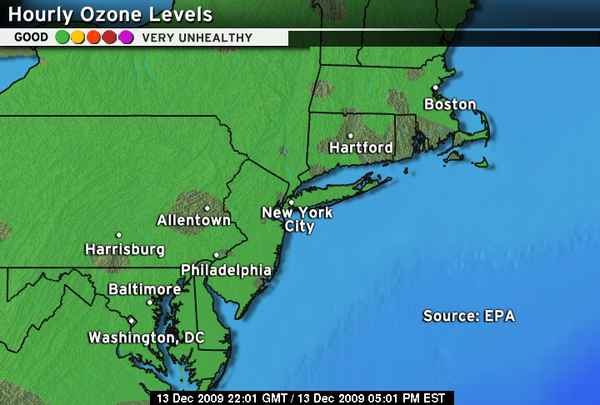 Hourly Ozone Levels
GOOD VERY UNHEALTHY
Boston
Hartford
Allentown
New York
City
Harrisburg
Philadelphia
Baltimore
Source: EPA
Washington, DC
13 Dec 2009 22:01 GMT / 13 Dec 2009 05:01 PM EST